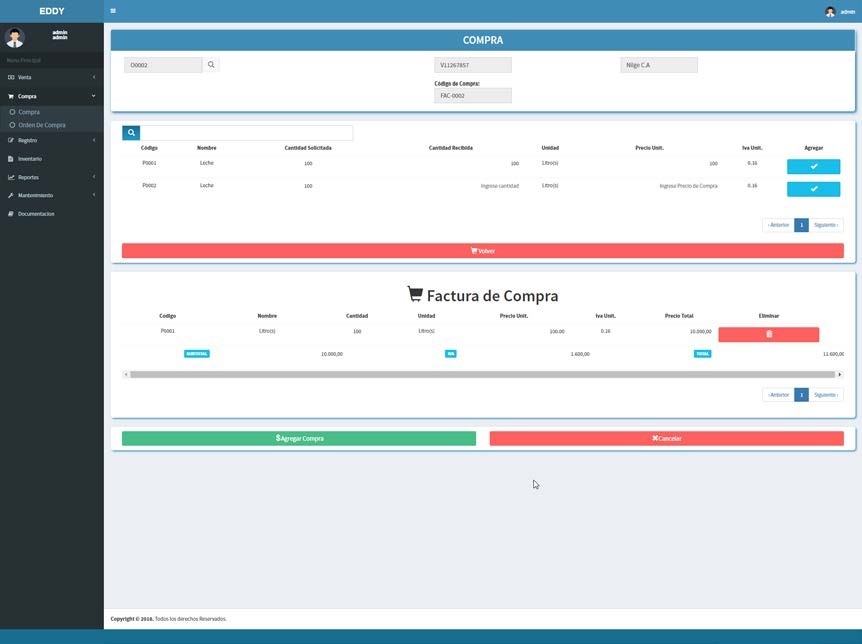 EDDY
admin
admin
admin
Menu Principal
Venta
Compra
Compra
Orden De Compra
Registro
Inventario
Reportes
Mantenimiento
Documentacion
COMPRA
O0002
V11267857
Nilge C.A
Código de Compra:
FAC-0002
Código Nombre Cantidad Solicitada Cantidad Recibida Unidad Precio Unit. Iva Unit. Agregar
P0001 Leche 100 100 Litro(s) 100 0.16
P0002 Leche 100 Ingrese cantidad Litro(s) Ingrese Precio de Compra 0.16
‹ Anterior 1 Siguiente ›
Volver
Factura de Compra
Código Nombre Cantidad Unidad Precio Unit. Iva Unit. Precio Total Eliminar
P0001 Litro(s) 100 Litro(s) 100.00 0.16 10.000,00
SUBTOTAL 10.000,00 IVA 1.600,00 TOTAL 11.600,00
‹ Anterior 1 Siguiente ›
$Agregar Compra
Cancelar
Copyright © 2018. Todos los derechos Reservados.